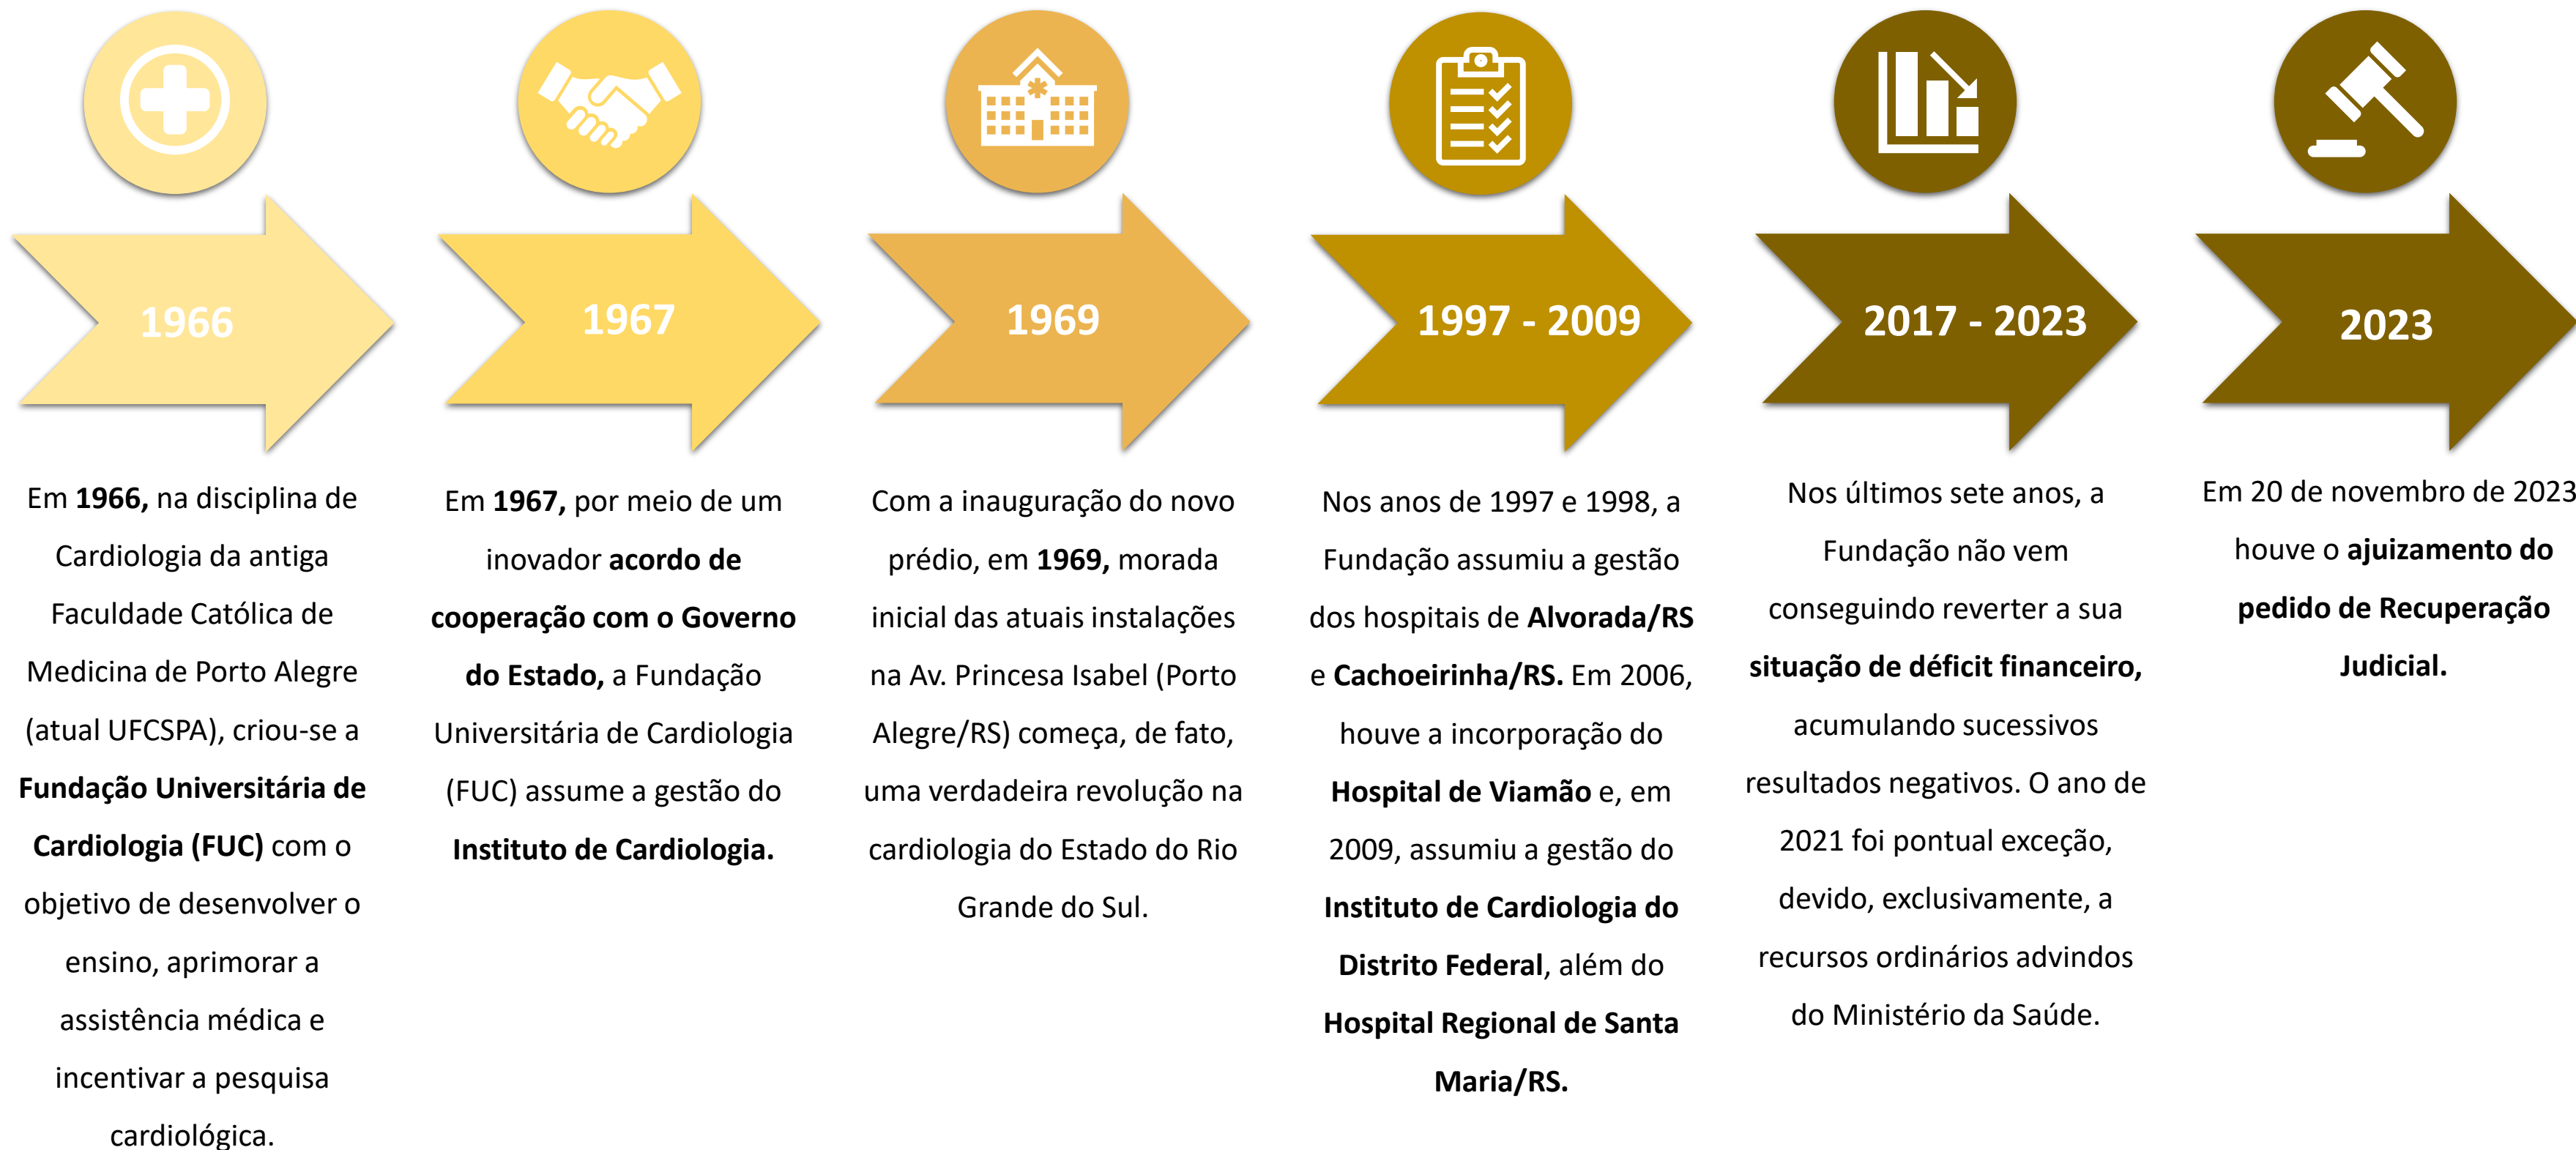 1966
Em 1966, na disciplina de
Cardiologia da antiga
Faculdade Católica de
Medicina de Porto Alegre
(atual UFCSPA), criou-se a
Fundação Universitária de
Cardiologia (FUC) com o
objetivo de desenvolver o
ensino, aprimorar a
assistência médica e
incentivar a pesquisa
cardiológica.
1967
Em 1967, por meio de um
inovador acordo de
cooperação com o Governo
do Estado, a Fundação
Universitária de Cardiologia
(FUC) assume a gestão do
Instituto de Cardiologia.
1969
Com a inauguração do novo
prédio, em 1969, morada
inicial das atuais instalações
na Av. Princesa Isabel (Porto
Alegre/RS) começa, de fato,
uma verdadeira revolução na
cardiologia do Estado do Rio
Grande do Sul.
1997 - 2009
Nos anos de 1997 e 1998, a
Fundação assumiu a gestão
dos hospitais de Alvorada/RS
e Cachoeirinha/RS. Em 2006,
houve a incorporação do
Hospital de Viamão e, em
2009, assumiu a gestão do
Instituto de Cardiologia do
Distrito Federal, além do
Hospital Regional de Santa
Maria/RS.
2017 - 2023
Nos últimos sete anos, a
Fundação não vem
conseguindo reverter a sua
situação de déficit financeiro,
acumulando sucessivos
resultados negativos. O ano de
2021 foi pontual exceção,
devido, exclusivamente, a
recursos ordinários advindos
do Ministério da Saúde.
2023
Em 20 de novembro de 2023
houve o ajuizamento do
pedido de Recuperação
Judicial.